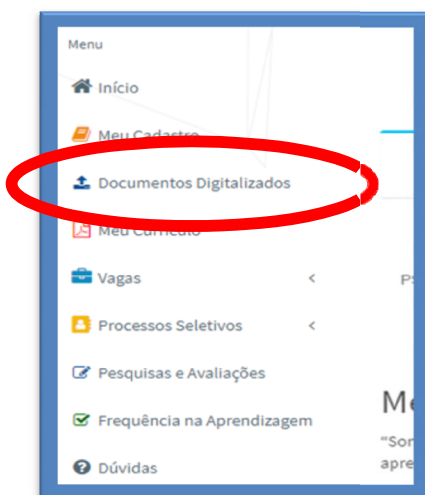 Menu
Início
Meu Cadastro
Documentos Digitalizados
Meu Currículo
Vagas <
Processos Seletivos <
Pesquisas e Avaliações
Frequência na Aprendizagem
Dúvidas